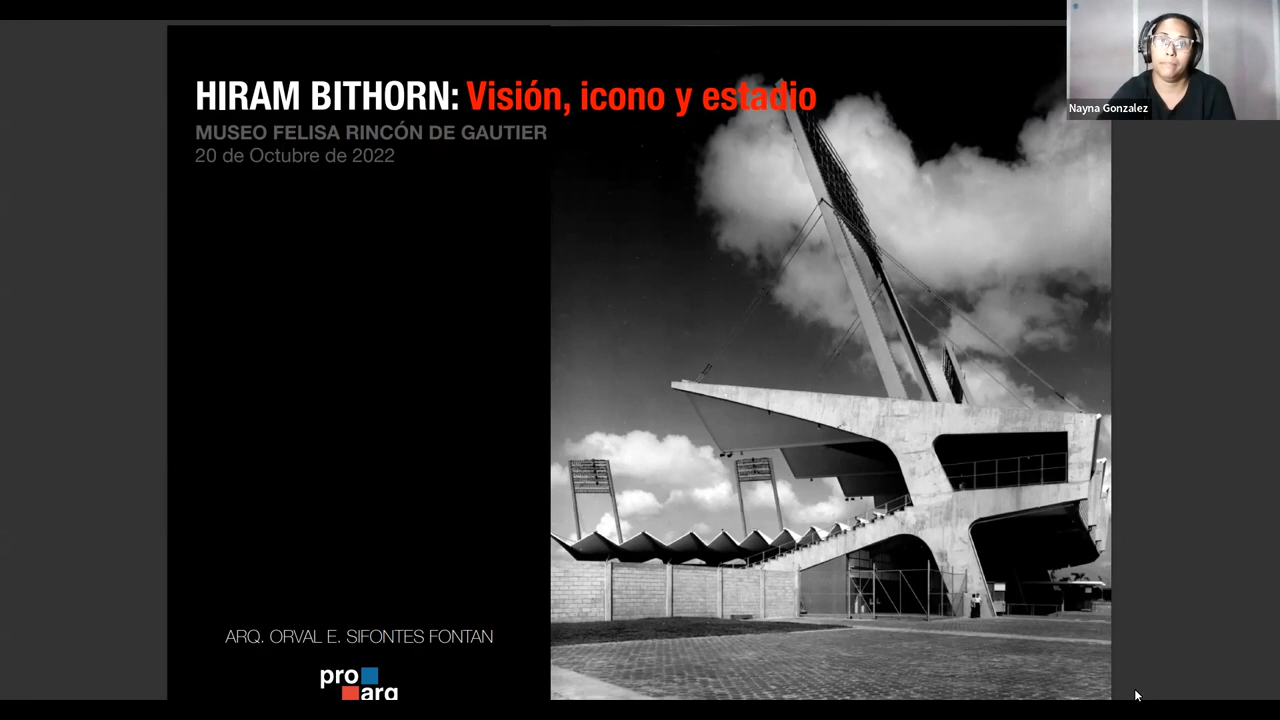 HIRAM BITHORN: Visión, icono y estadio
MUSEO FELISA RINCÓN DE GAUTIER
20 de Octubre de 2022
Nayna Gonzalez
ARQ. ORVAL E. SIFONTES FONTAN
pro
arq